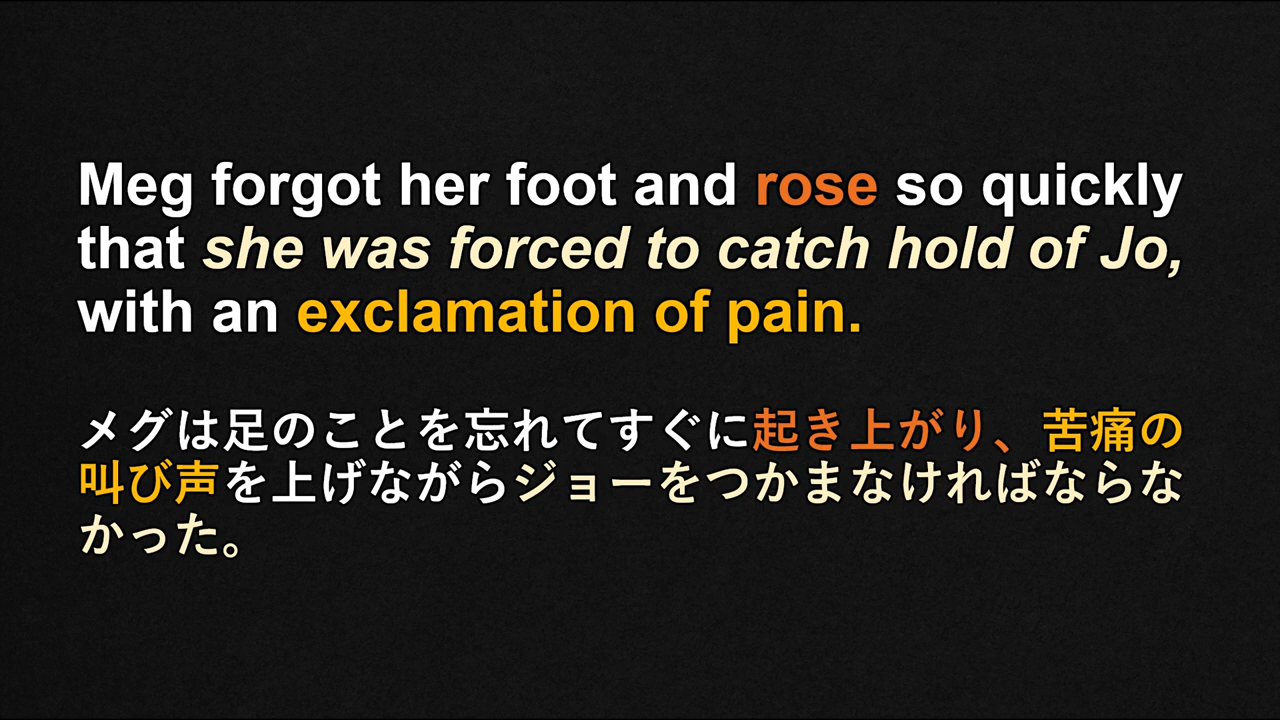 Meg forgot her foot and rose so quickly
that she was forced to catch hold of Jo,
with an exclamation of pain.
メグは足のことを忘れてすぐに起き上がり、苦痛の
叫び声を上げながらジョーをつかまなければならな
かった。